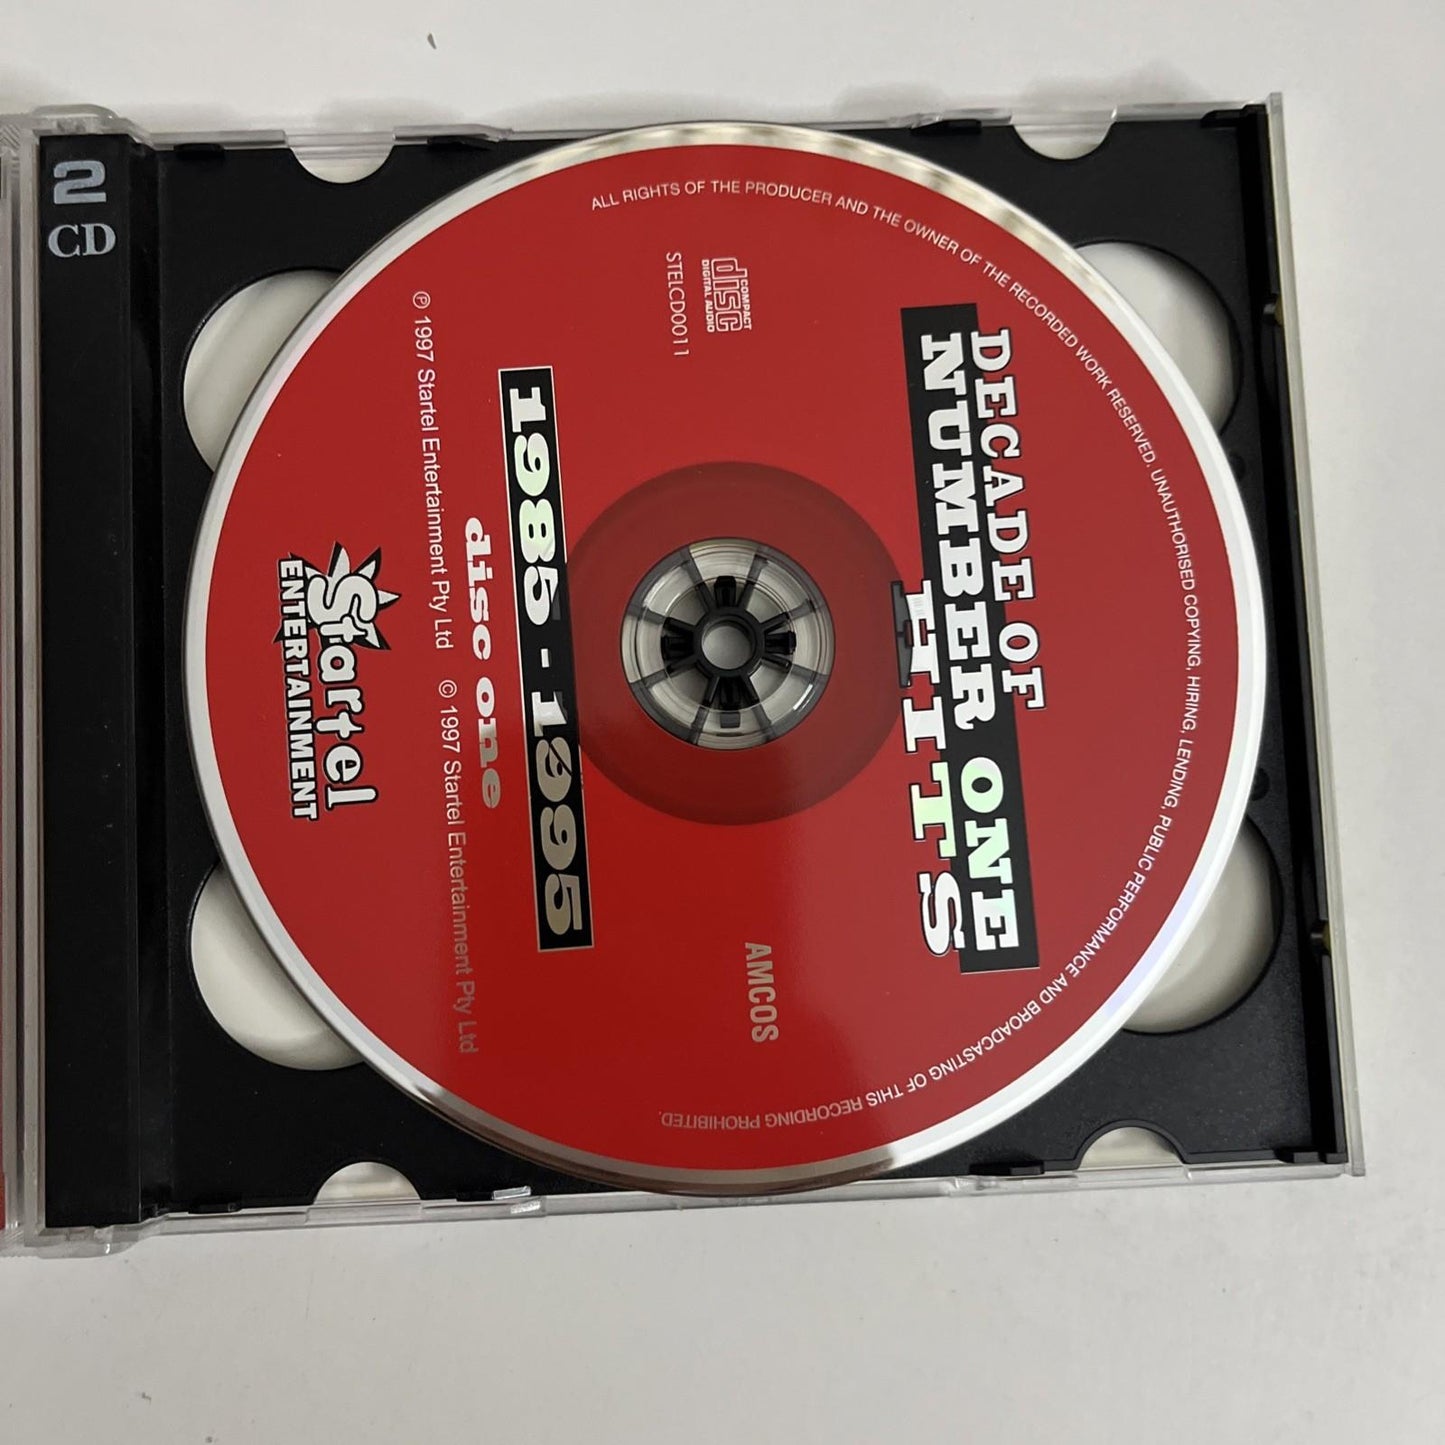 2
CD
ALL RIGHTS OF THE PRODUCER AND THE OWNER OF THE RECORDED WORK RESERVED. UNAUTHORISED COPYING, HIRING, LENDING, PUBLIC PERFORMANCE AND BROADCASTING OF THIS RECORDING PROHIBITED.
DECADE OF
NUMBER ONE
HITS
COMPACT
disc
DIGITAL AUDIO
STELCD0011
AMCOS
1985 - 1995
disc one
℗ 1997 Startel Entertainment Pty Ltd © 1997 Startel Entertainment Pty Ltd
Startel
ENTERTAINMENT